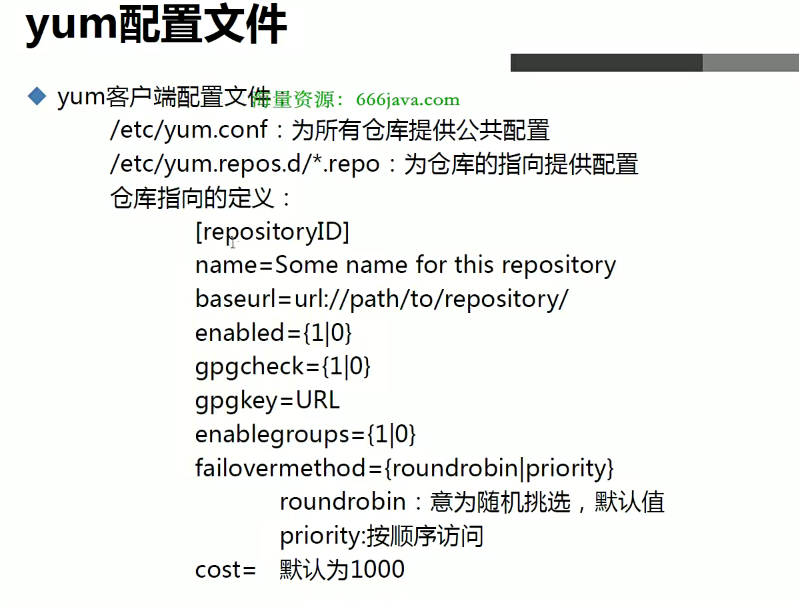 yum配置文件
yum客户端配置文件：
海量资源：666java.com
/etc/yum.conf：为所有仓库提供公共配置
/etc/yum.repos.d/*.repo：为仓库的指向提供配置
仓库指向的定义：
[repositoryID]
name=Some name for this repository
baseurl=url://path/to/repository/
enabled={1|0}
gpgcheck={1|0}
gpgkey=URL
enablegroups={1|0}
failovermethod={roundrobin|priority}
roundrobin：意为随机挑选，默认值
priority:按顺序访问
cost= 默认为1000